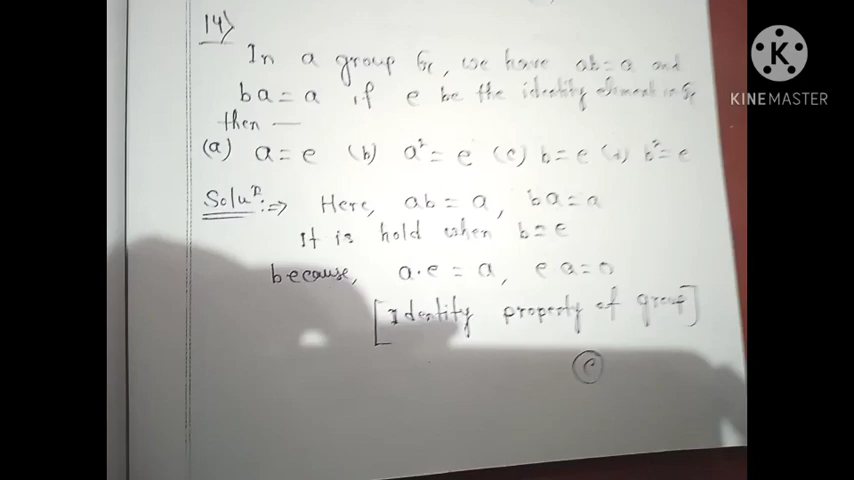 14)
In a group G, we have ab = a and
ba = a if e be the identity element in G
then —
(a) a = e (b) a² = e (c) b = e (d) b² = e
Soluⁿ :=> Here, ab = a, ba = a
It is hold when b = e
because, a.e = a, e a = a
[Identity property of group]
(c)
KINEMASTER